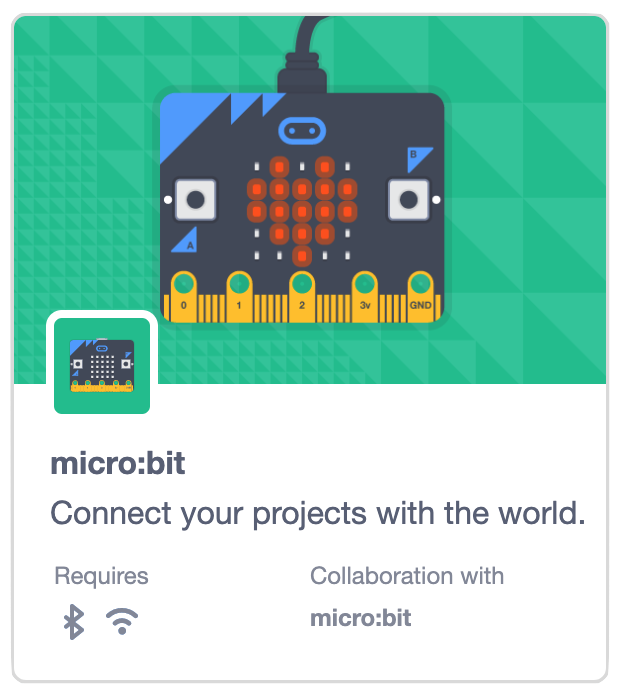 B
A
0 1 2 3v GND
micro:bit
Connect your projects with the world.
Requires
Collaboration with
micro:bit